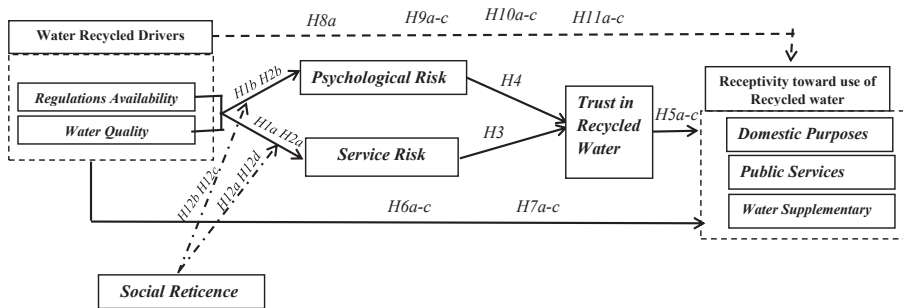 H8a H9a-c H10a-c H11a-c
Water Recycled Drivers
Regulations Availability
Water Quality
H1b H2b
H1a H2a
H12b H12c
H12a H12d
Psychological Risk
Service Risk
H4
H3
Trust in
Recycled
Water
H5a-c
Receptivity toward use of
Recycled water
Domestic Purposes
Public Services
Water Supplementary
H6a-c H7a-c
Social Reticence